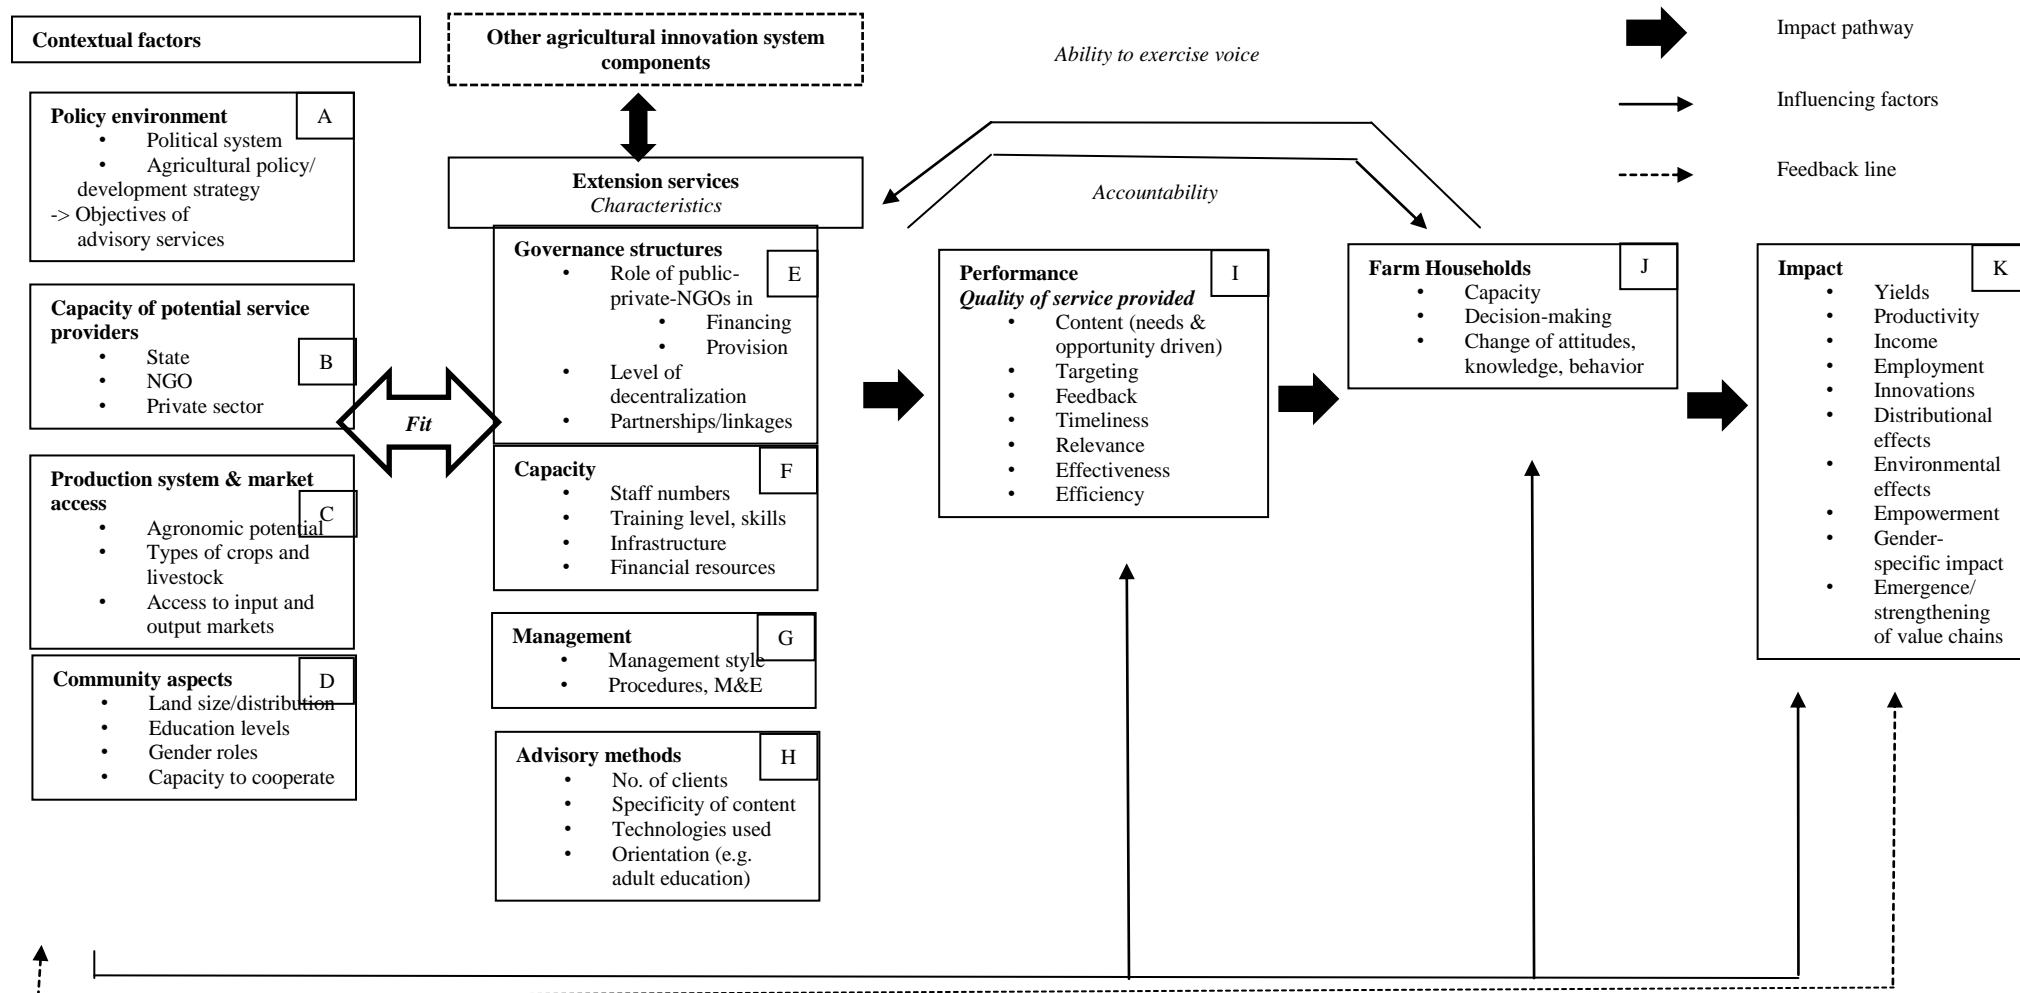 Contextual factors
Policy environment
A
• Political system
• Agricultural policy/
development strategy
-> Objectives of
advisory services
Capacity of potential service
providers
B
• State
• NGO
• Private sector
Production system & market
access
C
• Agronomic potential
• Types of crops and
livestock
• Access to input and
output markets
Community aspects
D
• Land size/distribution
• Education levels
• Gender roles
• Capacity to cooperate
Fit
Other agricultural innovation system
components
Extension services
Characteristics
Governance structures
E
• Role of public-
private-NGOs in
• Financing
• Provision
• Level of
decentralization
• Partnerships/linkages
Capacity
F
• Staff numbers
• Training level, skills
• Infrastructure
• Financial resources
Management
G
• Management style
• Procedures, M&E
Advisory methods
H
• No. of clients
• Specificity of content
• Technologies used
• Orientation (e.g.
adult education)
Ability to exercise voice
Accountability
Performance
I
Quality of service provided
• Content (needs &
opportunity driven)
• Targeting
• Feedback
• Timeliness
• Relevance
• Effectiveness
• Efficiency
Farm Households
J
• Capacity
• Decision-making
• Change of attitudes,
knowledge, behavior
Impact pathway
Influencing factors
Feedback line
Impact
K
• Yields
• Productivity
• Income
• Employment
• Innovations
• Distributional
effects
• Environmental
effects
• Empowerment
• Gender-
specific impact
• Emergence/
strengthening
of value chains